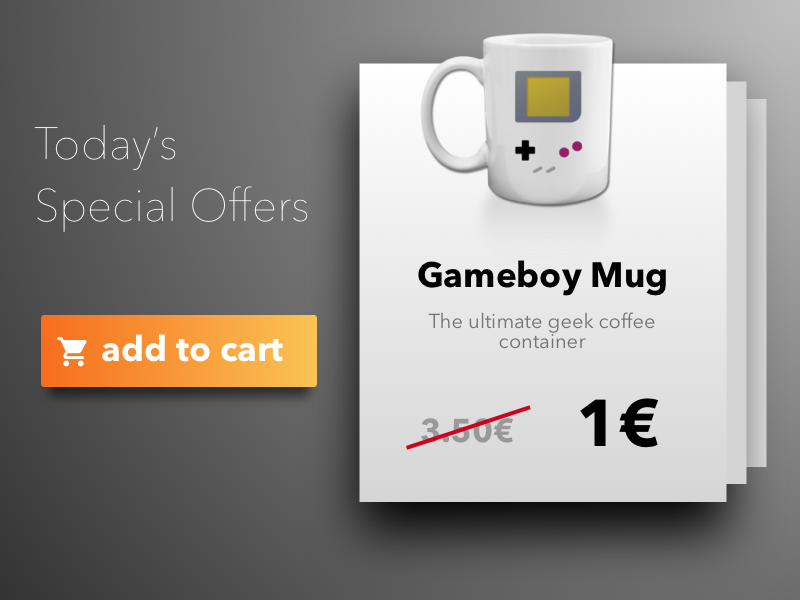 Today's
Special Offers
add to cart
Gameboy Mug
The ultimate geek coffee
container
3.50€
1€